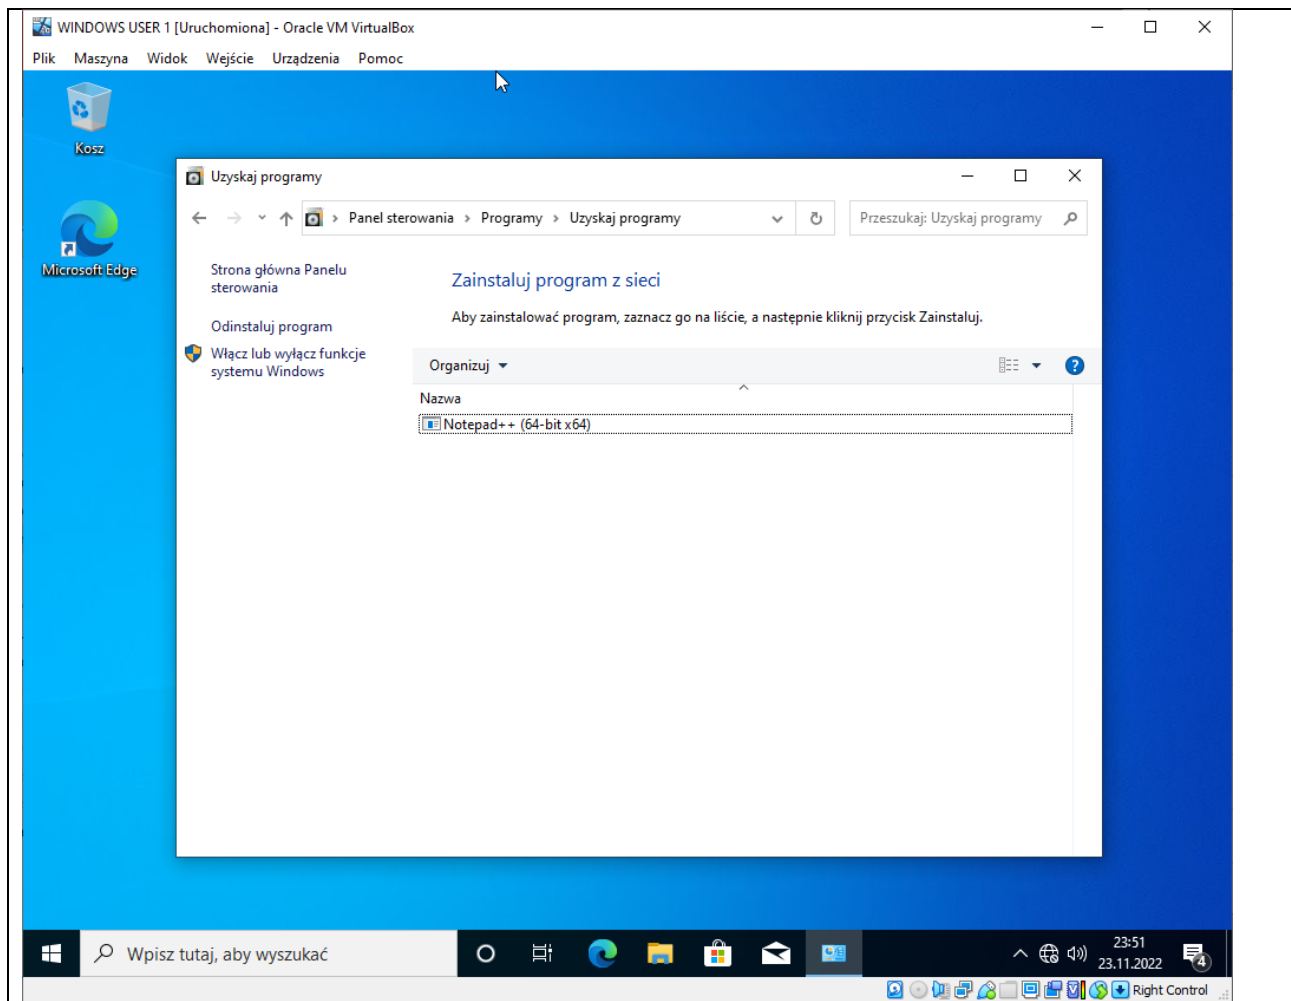 WINDOWS USER 1 [Uruchomiona] - Oracle VM VirtualBox
Plik Maszyna Widok Wejście Urządzenia Pomoc
Kosz
Microsoft Edge
Uzyskaj programy
Panel sterowania > Programy > Uzyskaj programy
Przeszukaj: Uzyskaj programy
Strona główna Panelu
sterowania
Odinstaluj program
Włącz lub wyłącz funkcje
systemu Windows
Zainstaluj program z sieci
Aby zainstalować program, zaznacz go na liście, a następnie kliknij przycisk Zainstaluj.
Organizuj
Nazwa
Notepad++ (64-bit x64)
Wpisz tutaj, aby wyszukać
23:51
23.11.2022
4
Right Control